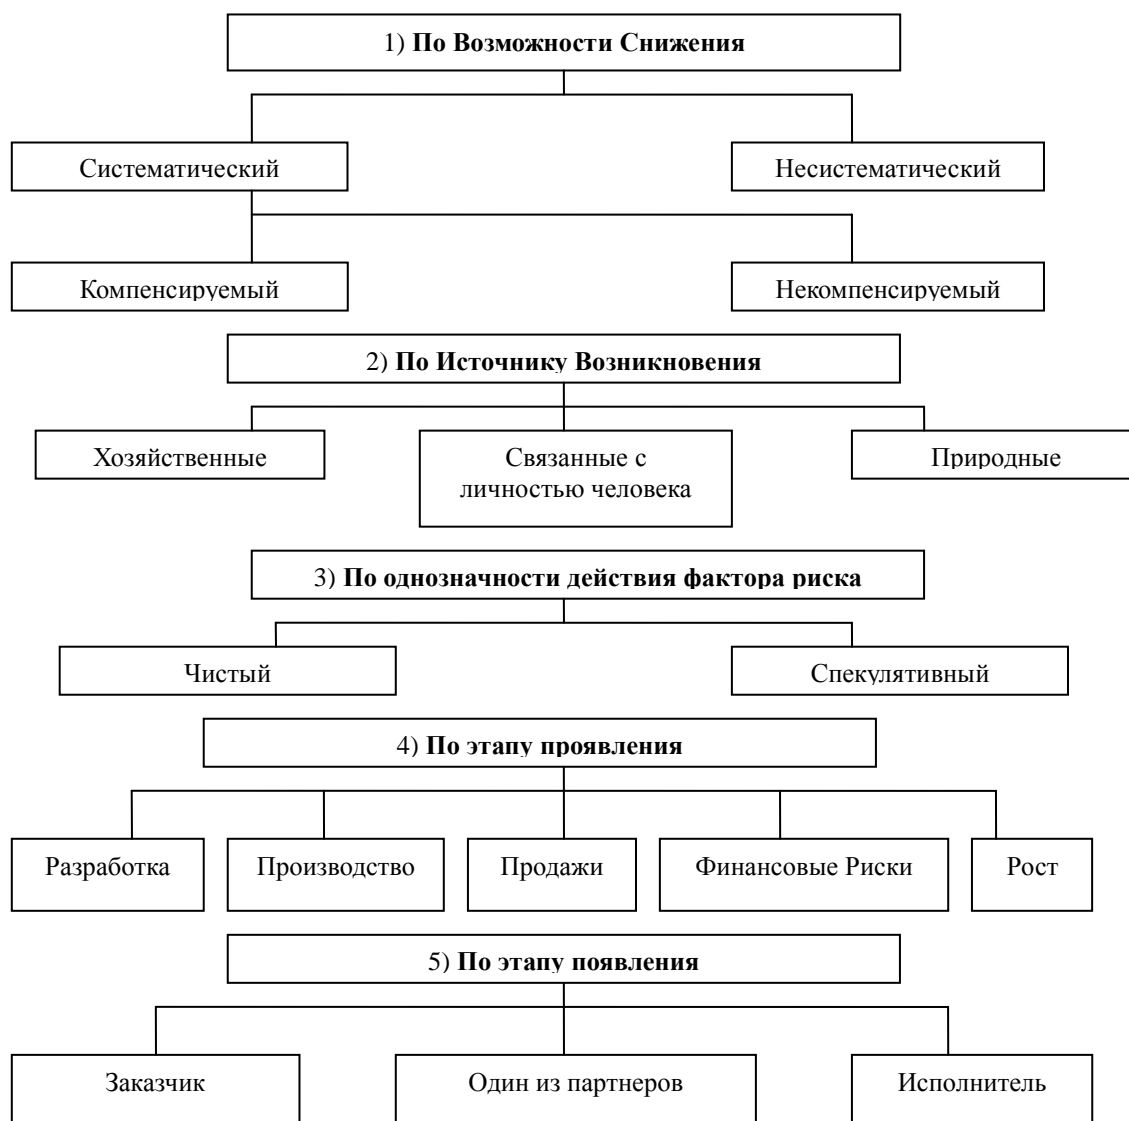 1) По Возможности Снижения
Систематический
Несистематический
Компенсируемый
Некомпенсируемый
2) По Источнику Возникновения
Хозяйственные
Связанные с
личностью человека
Природные
3) По однозначности действия фактора риска
Чистый
Спекулятивный
4) По этапу проявления
Разработка
Производство
Продажи
Финансовые Риски
Рост
5) По этапу появления
Заказчик
Один из партнеров
Исполнитель